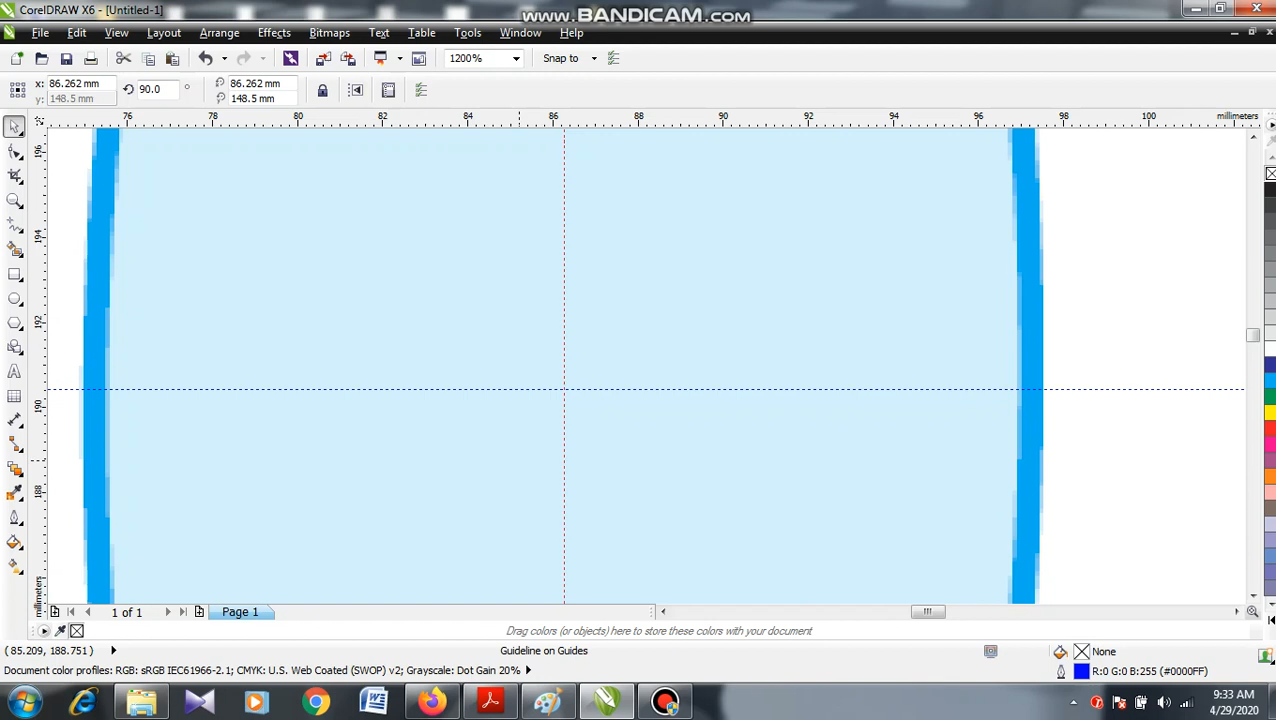 CorelDRAW X6 - [Untitled-1]
www.BANDICAM.com
File Edit View Layout Arrange Effects Bitmaps Text Table Tools Window Help
1200% Snap to
x: 86.262 mm 90.0 ° 86.262 mm
y: 148.5 mm 148.5 mm
76 78 80 82 84 86 88 90 92 94 96 98 100 millimeters
196
194
192
190
188
millimeters
1 of 1 Page 1
Drag colors (or objects) here to store these colors with your document
(85.209, 188.751) Guideline on Guides None
Document color profiles: RGB: sRGB IEC61966-2.1; CMYK: U.S. Web Coated (SWOP) v2; Grayscale: Dot Gain 20% R:0 G:0 B:255 (#0000FF)
9:33 AM
4/29/2020